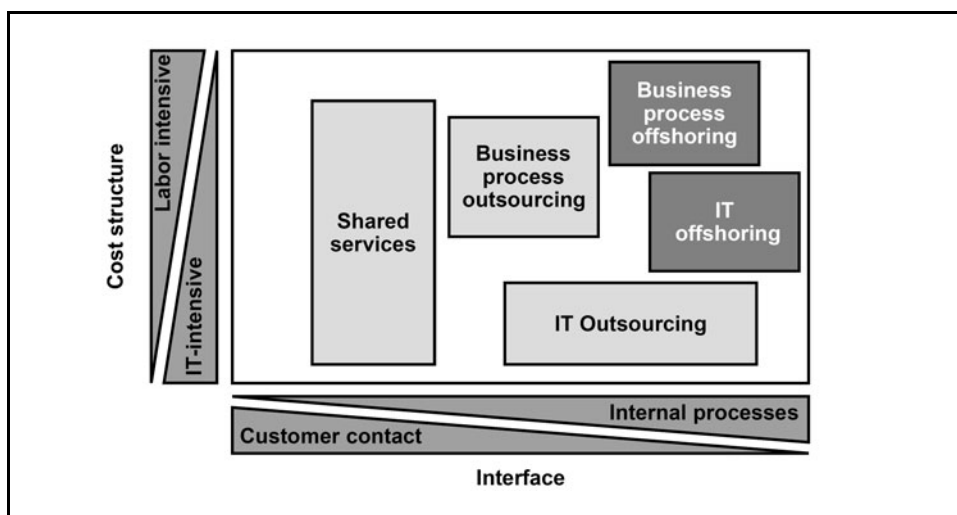 Cost structure
Labor intensive
IT-intensive
Shared
services
Business
process
outsourcing
Business
process
offshoring
IT
offshoring
IT Outsourcing
Internal processes
Customer contact
Interface